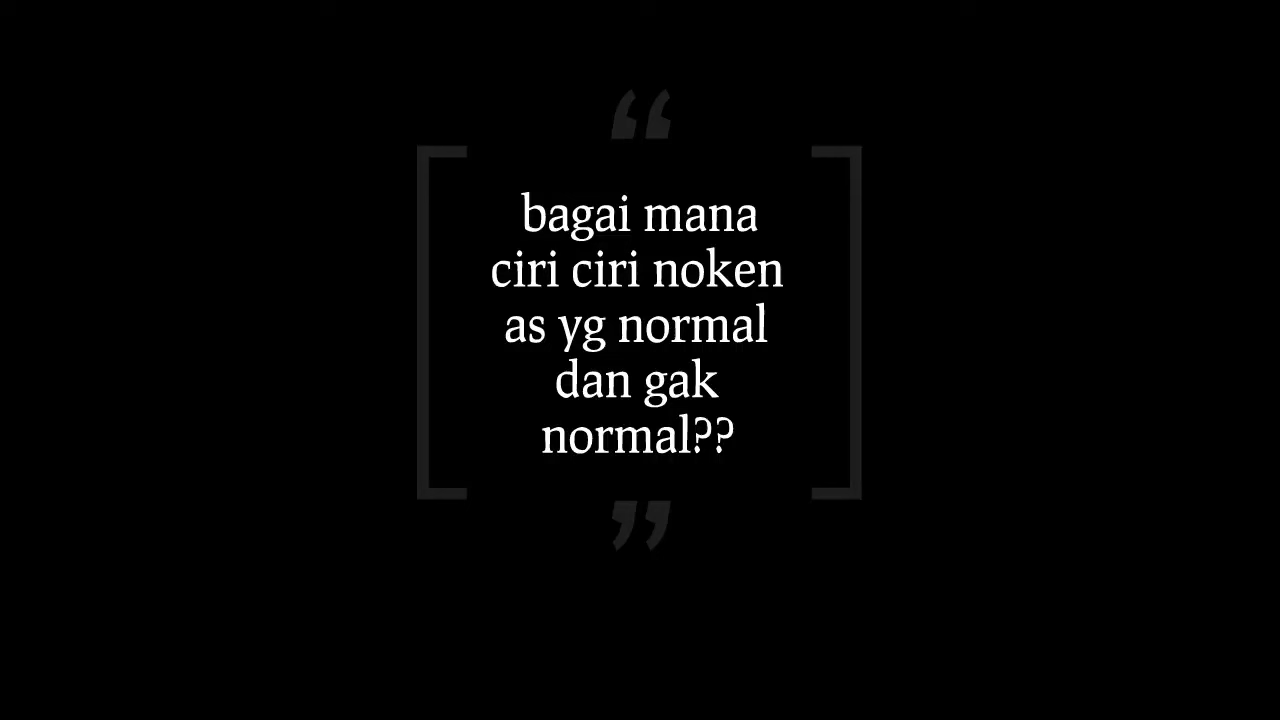 “
bagai mana
ciri ciri noken
as yg normal
dan gak
normal??
”